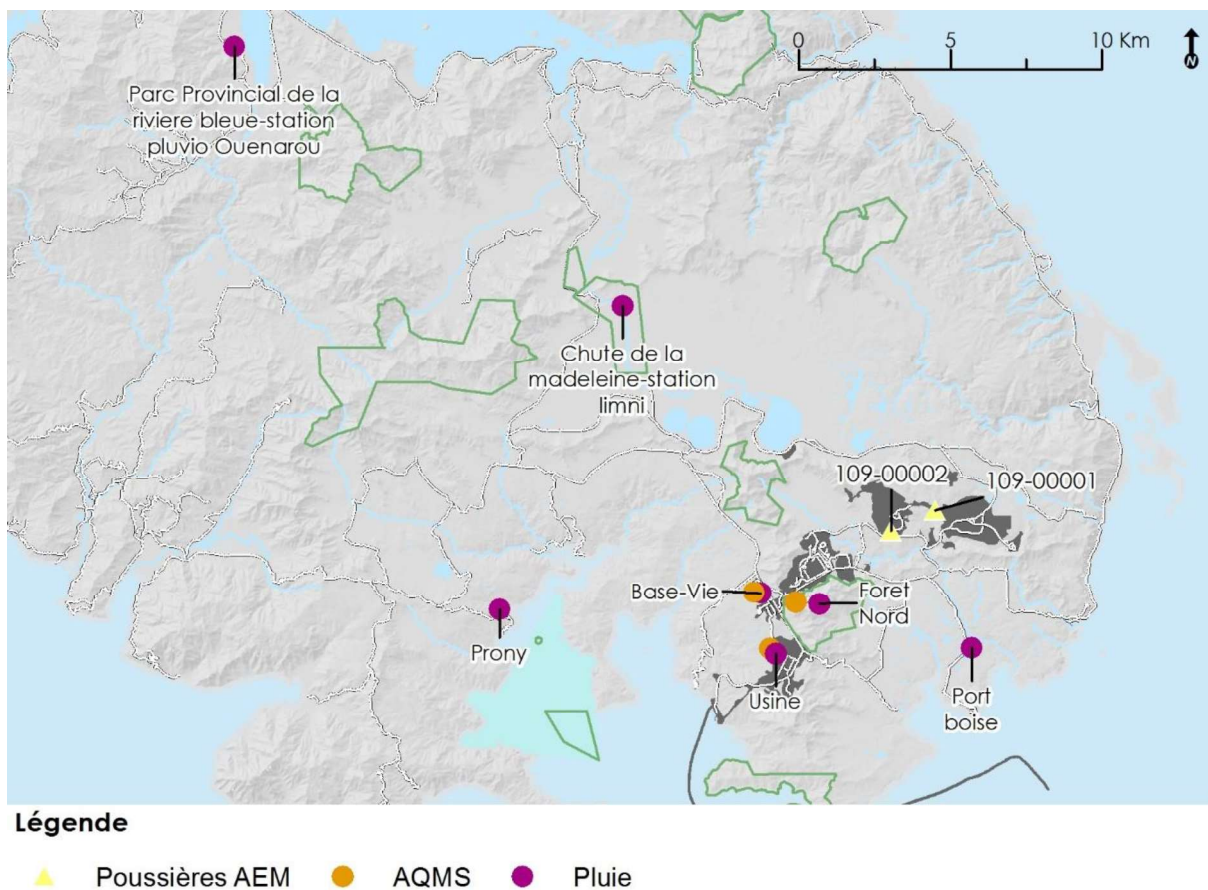 0 5 10 Km
N
Parc Provincial de la
riviere bleue-station
pluvio Ouenarou
Chute de la
madeleine-station
limni
109-00002
109-00001
Base-Vie
Foret
Nord
Prony
Usine
Port
boise
Légende
Poussières AEM AQMS Pluie